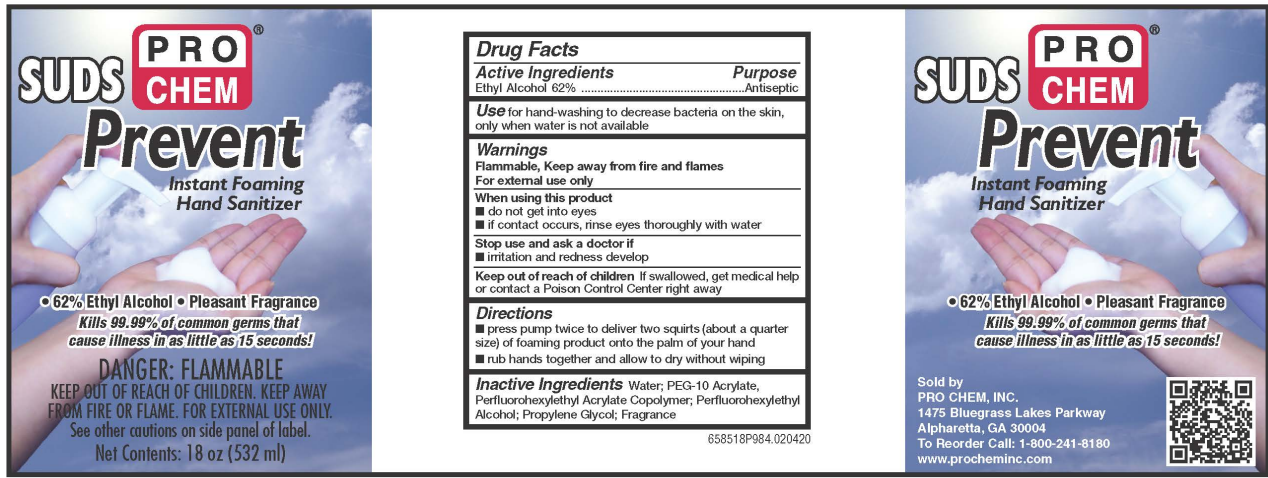 SUDS
PRO
CHEM®
Prevent
Instant Foaming
Hand Sanitizer
• 62% Ethyl Alcohol • Pleasant Fragrance
Kills 99.99% of common germs that
cause illness in as little as 15 seconds!
DANGER: FLAMMABLE
KEEP OUT OF REACH OF CHILDREN. KEEP AWAY
FROM FIRE OR FLAME. FOR EXTERNAL USE ONLY.
See other cautions on side panel of label.
Net Contents: 18 oz (532 ml)
Drug Facts
Active Ingredients Purpose
Ethyl Alcohol 62% ..................................................Antiseptic
Use for hand-washing to decrease bacteria on the skin,
only when water is not available
Warnings
Flammable, Keep away from fire and flames
For external use only
When using this product
■ do not get into eyes
■ if contact occurs, rinse eyes thoroughly with water
Stop use and ask a doctor if
■ irritation and redness develop
Keep out of reach of children If swallowed, get medical help
or contact a Poison Control Center right away
Directions
■ press pump twice to deliver two squirts (about a quarter
size) of foaming product onto the palm of your hand
■ rub hands together and allow to dry without wiping
Inactive Ingredients Water; PEG-10 Acrylate,
Perfluorohexylethyl Acrylate Copolymer; Perfluorohexylethyl
Alcohol; Propylene Glycol; Fragrance
658518P984.020420
SUDS
PRO
CHEM®
Prevent
Instant Foaming
Hand Sanitizer
• 62% Ethyl Alcohol • Pleasant Fragrance
Kills 99.99% of common germs that
cause illness in as little as 15 seconds!
Sold by
PRO CHEM, INC.
1475 Bluegrass Lakes Parkway
Alpharetta, GA 30004
To Reorder Call: 1-800-241-8180
www.procheminc.com